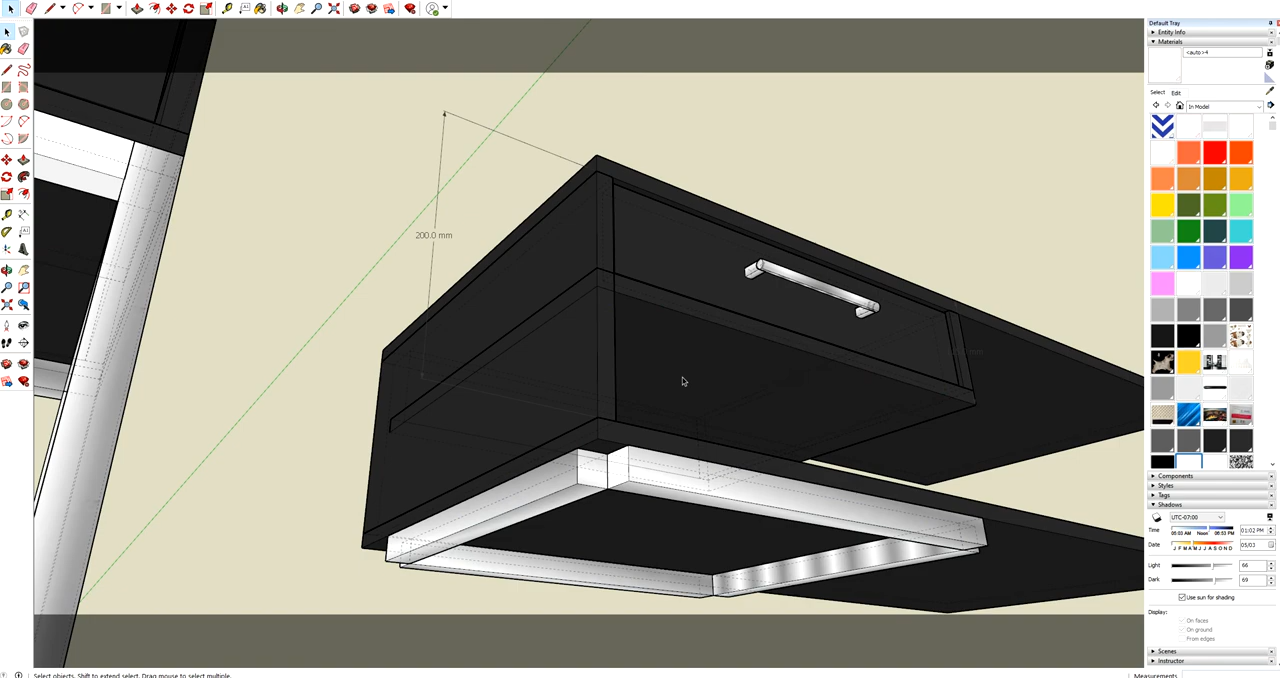 Default Tray
Entity Info
Materials
<auto>4
Select Edit
In Model
200.0 mm
Components
Styles
Tags
Shadows
UTC-07:00
Time
05:03 AM Noon 06:53 PM
01:02 PM
Date
J F M A M J J A S O N D
05/03
Light
66
Dark
69
Use sun for shading
Display:
On faces
On ground
From edges
Scenes
Instructor
Select objects. Shift to extend select. Drag mouse to select multiple.
Measurements